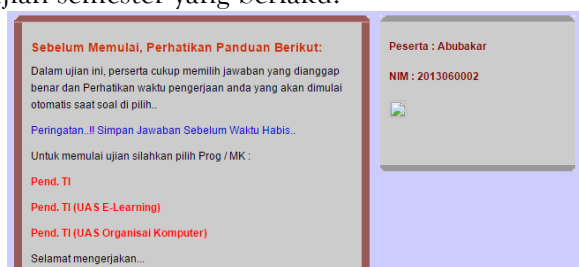 ujian semester yang berlaku.
Sebelum Memulai, Perhatikan Panduan Berikut:
Dalam ujian ini, perserta cukup memilih jawaban yang dianggap
benar dan Perhatikan waktu pengerjaan anda yang akan dimulai
otomatis saat soal di pilih..
Peringatan..!! Simpan Jawaban Sebelum Waktu Habis..
Untuk memulai ujian silahkan pilih Prog / MK :
Pend. TI
Pend. TI (UAS E-Learning)
Pend. TI (UAS Organisai Komputer)
Selamat mengerjakan...
Peserta : Abubakar
NIM : 2013060002